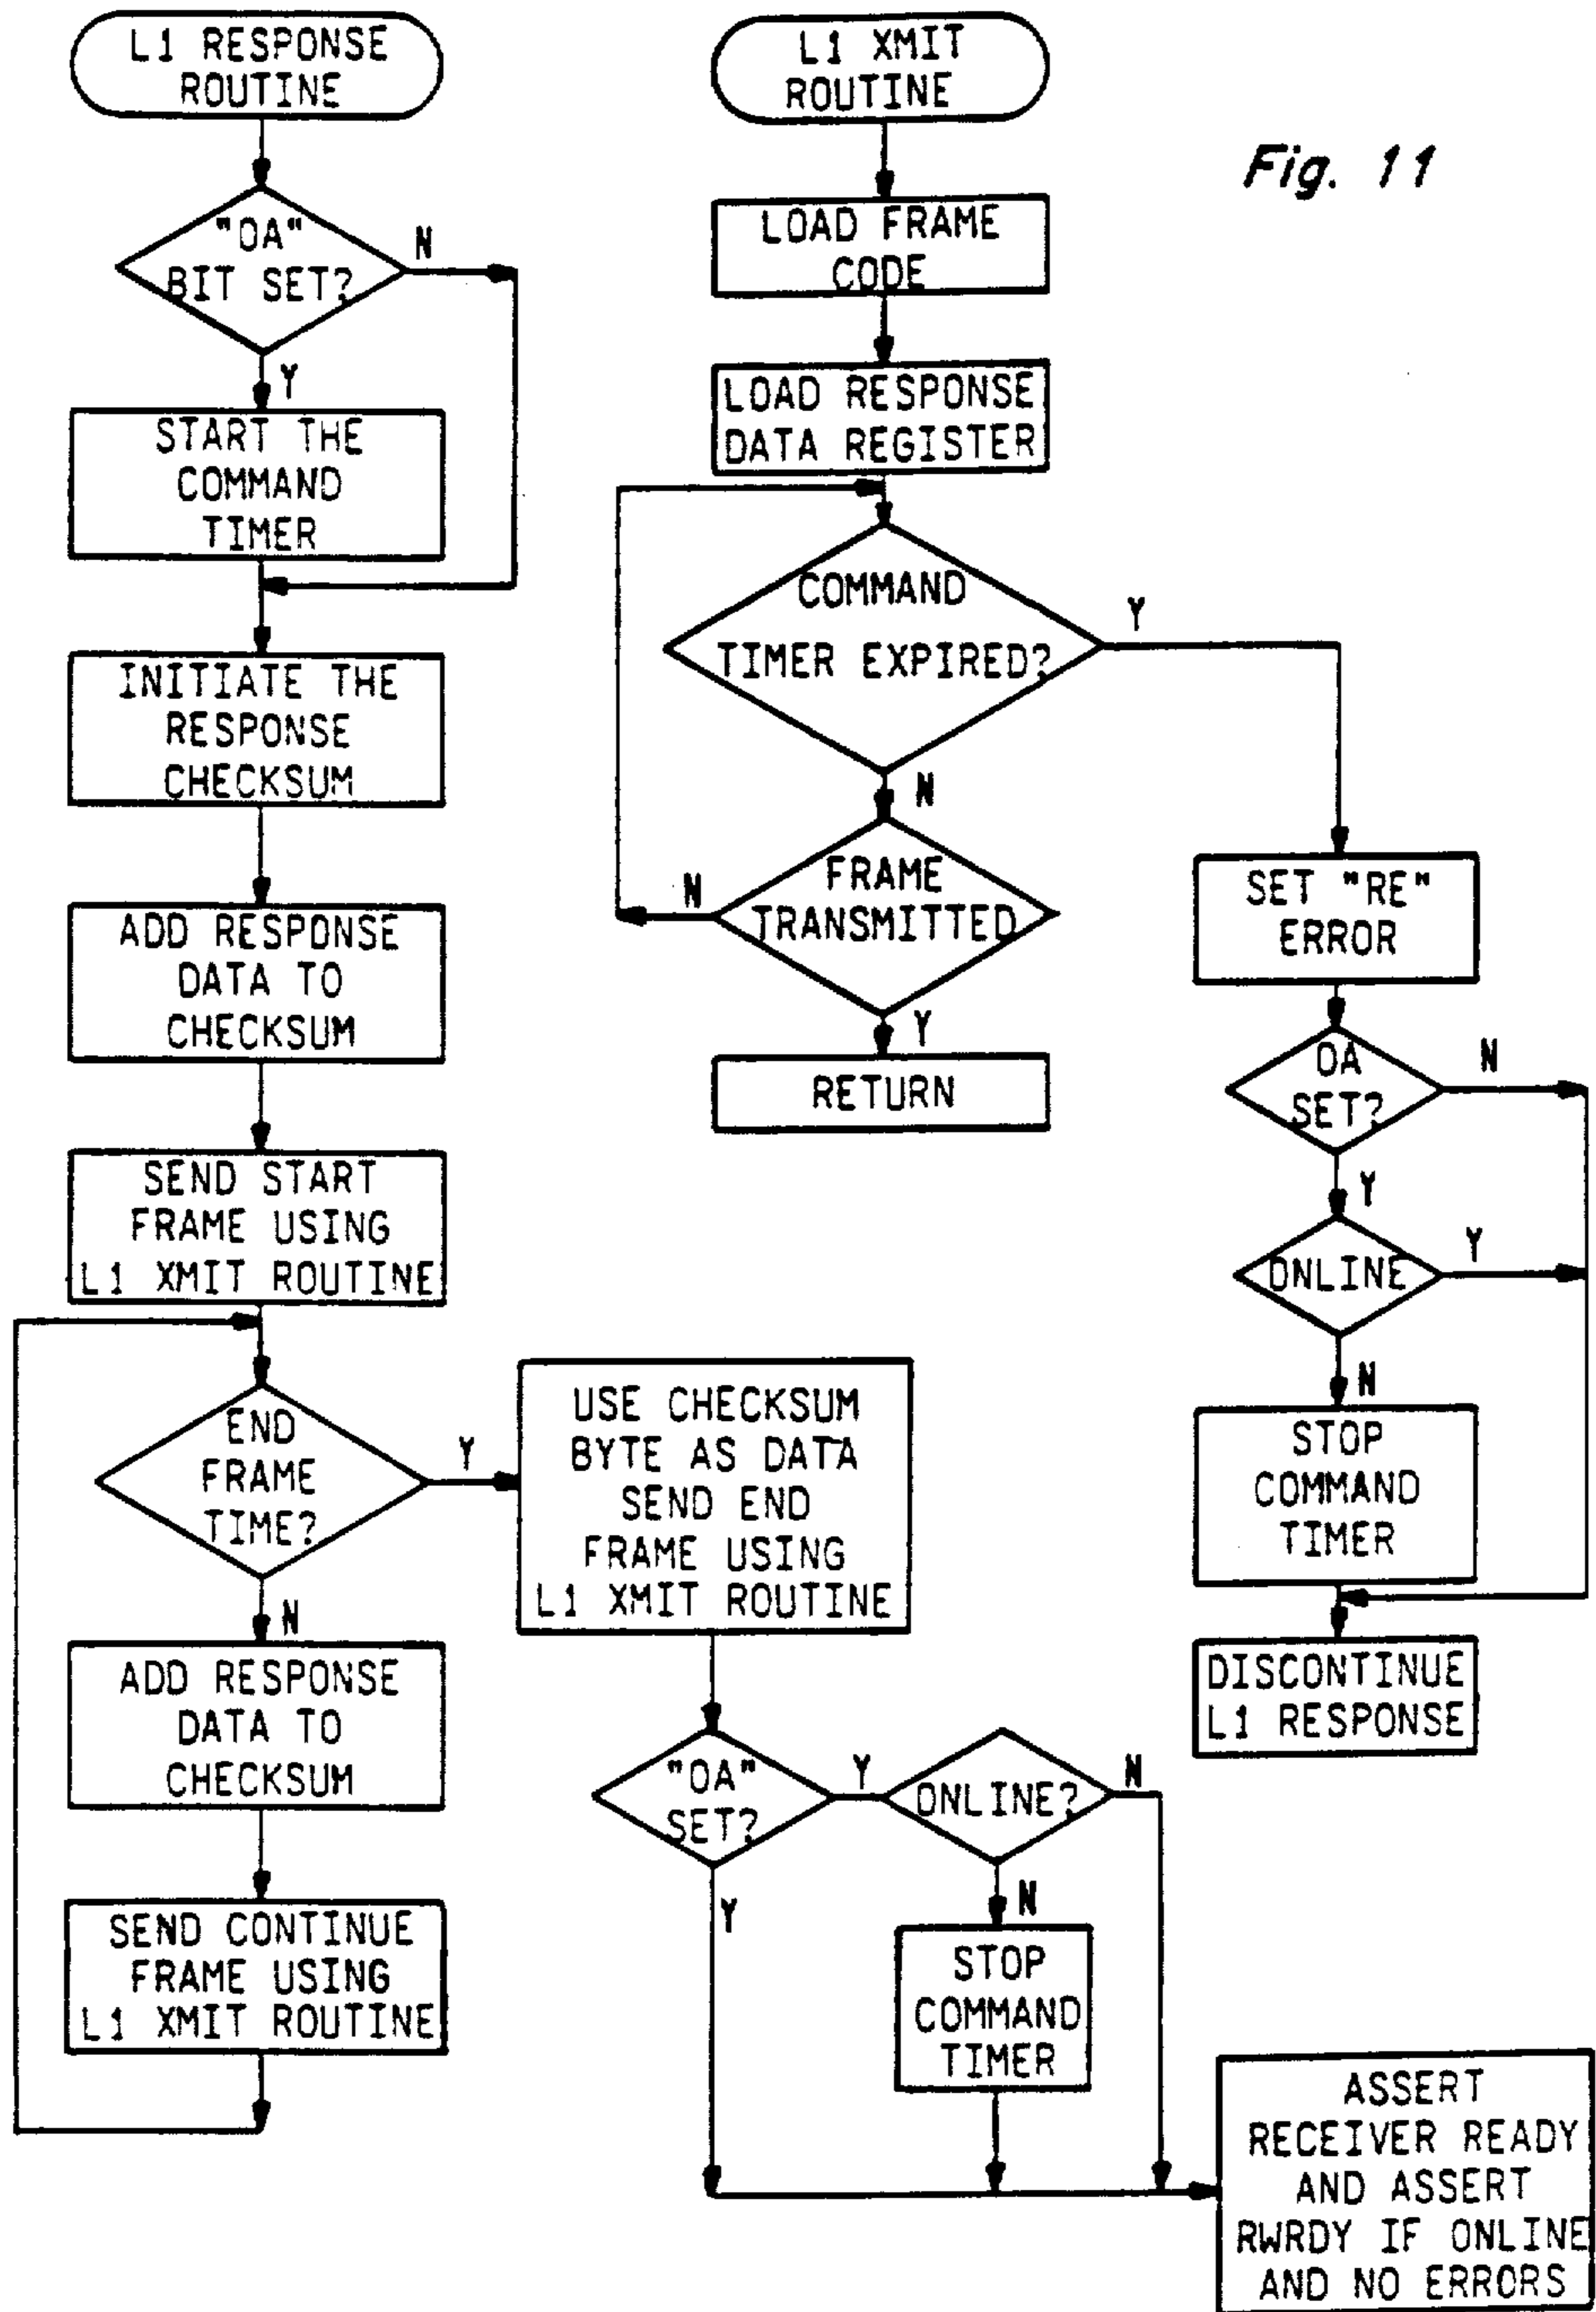 L1 RESPONSE
ROUTINE
"OA"
BIT SET?
N
Y
START THE
COMMAND
TIMER
INITIATE THE
RESPONSE
CHECKSUM
ADD RESPONSE
DATA TO
CHECKSUM
SEND START
FRAME USING
L1 XMIT ROUTINE
END
FRAME
TIME?
Y
N
ADD RESPONSE
DATA TO
CHECKSUM
SEND CONTINUE
FRAME USING
L1 XMIT ROUTINE
USE CHECKSUM
BYTE AS DATA
SEND END
FRAME USING
L1 XMIT ROUTINE
"OA"
SET?
Y
Y
ONLINE?
N
N
STOP
COMMAND
TIMER
ASSERT
RECEIVER READY
AND ASSERT
RWRDY IF ONLINE
AND NO ERRORS
L1 XMIT
ROUTINE
LOAD FRAME
CODE
LOAD RESPONSE
DATA REGISTER
COMMAND
TIMER EXPIRED?
Y
N
FRAME
TRANSMITTED
N
Y
RETURN
SET "RE"
ERROR
OA
SET?
N
Y
ONLINE
Y
N
STOP
COMMAND
TIMER
DISCONTINUE
L1 RESPONSE
Fig. 11